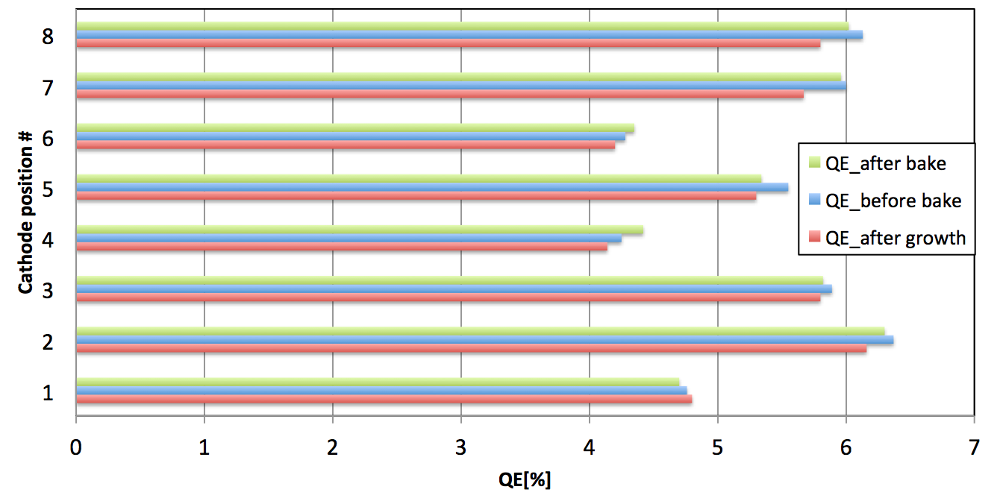 8
7
6
5
4
3
2
1
Cathode position #
QE_after bake
QE_before bake
QE_after growth
0 1 2 3 4 5 6 7
QE[%]